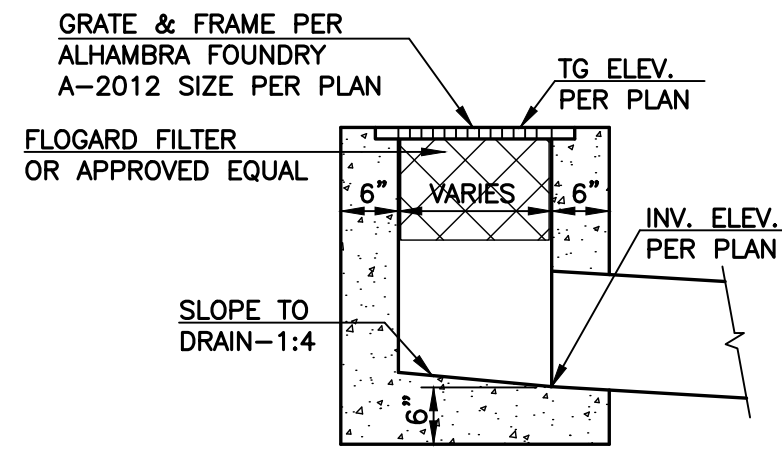 GRATE & FRAME PER
ALHAMBRA FOUNDRY
A-2012 SIZE PER PLAN
TG ELEV.
PER PLAN
FLOGARD FILTER
OR APPROVED EQUAL
6" VARIES 6"
INV. ELEV.
PER PLAN
SLOPE TO
DRAIN-1:4
6"